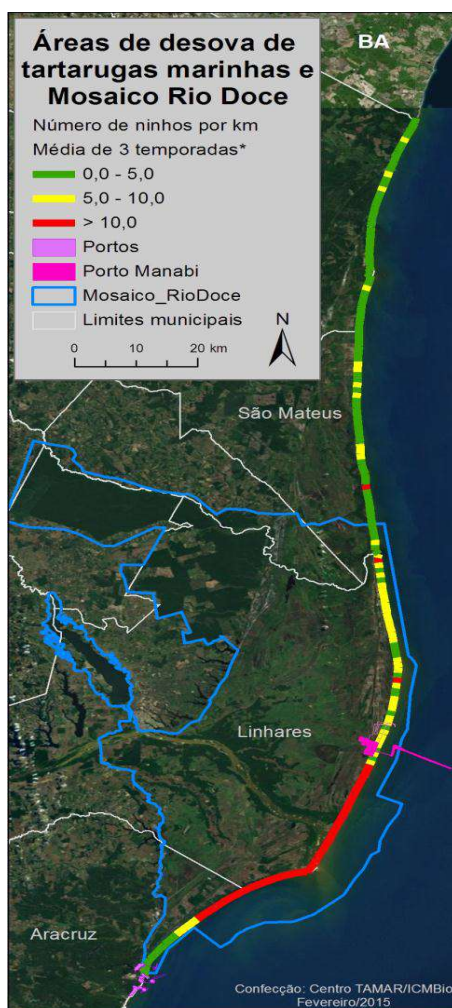 Áreas de desova de
tartarugas marinhas e
Mosaico Rio Doce
Número de ninhos por km
Média de 3 temporadas*
0,0 - 5,0
5,0 - 10,0
> 10,0
Portos
Porto Manabi
Mosaico_RioDoce
Limites municipais
0 10 20 km
N
BA
São Mateus
Linhares
Aracruz
Confecção: Centro TAMAR/ICMBio
Fevereiro/2015